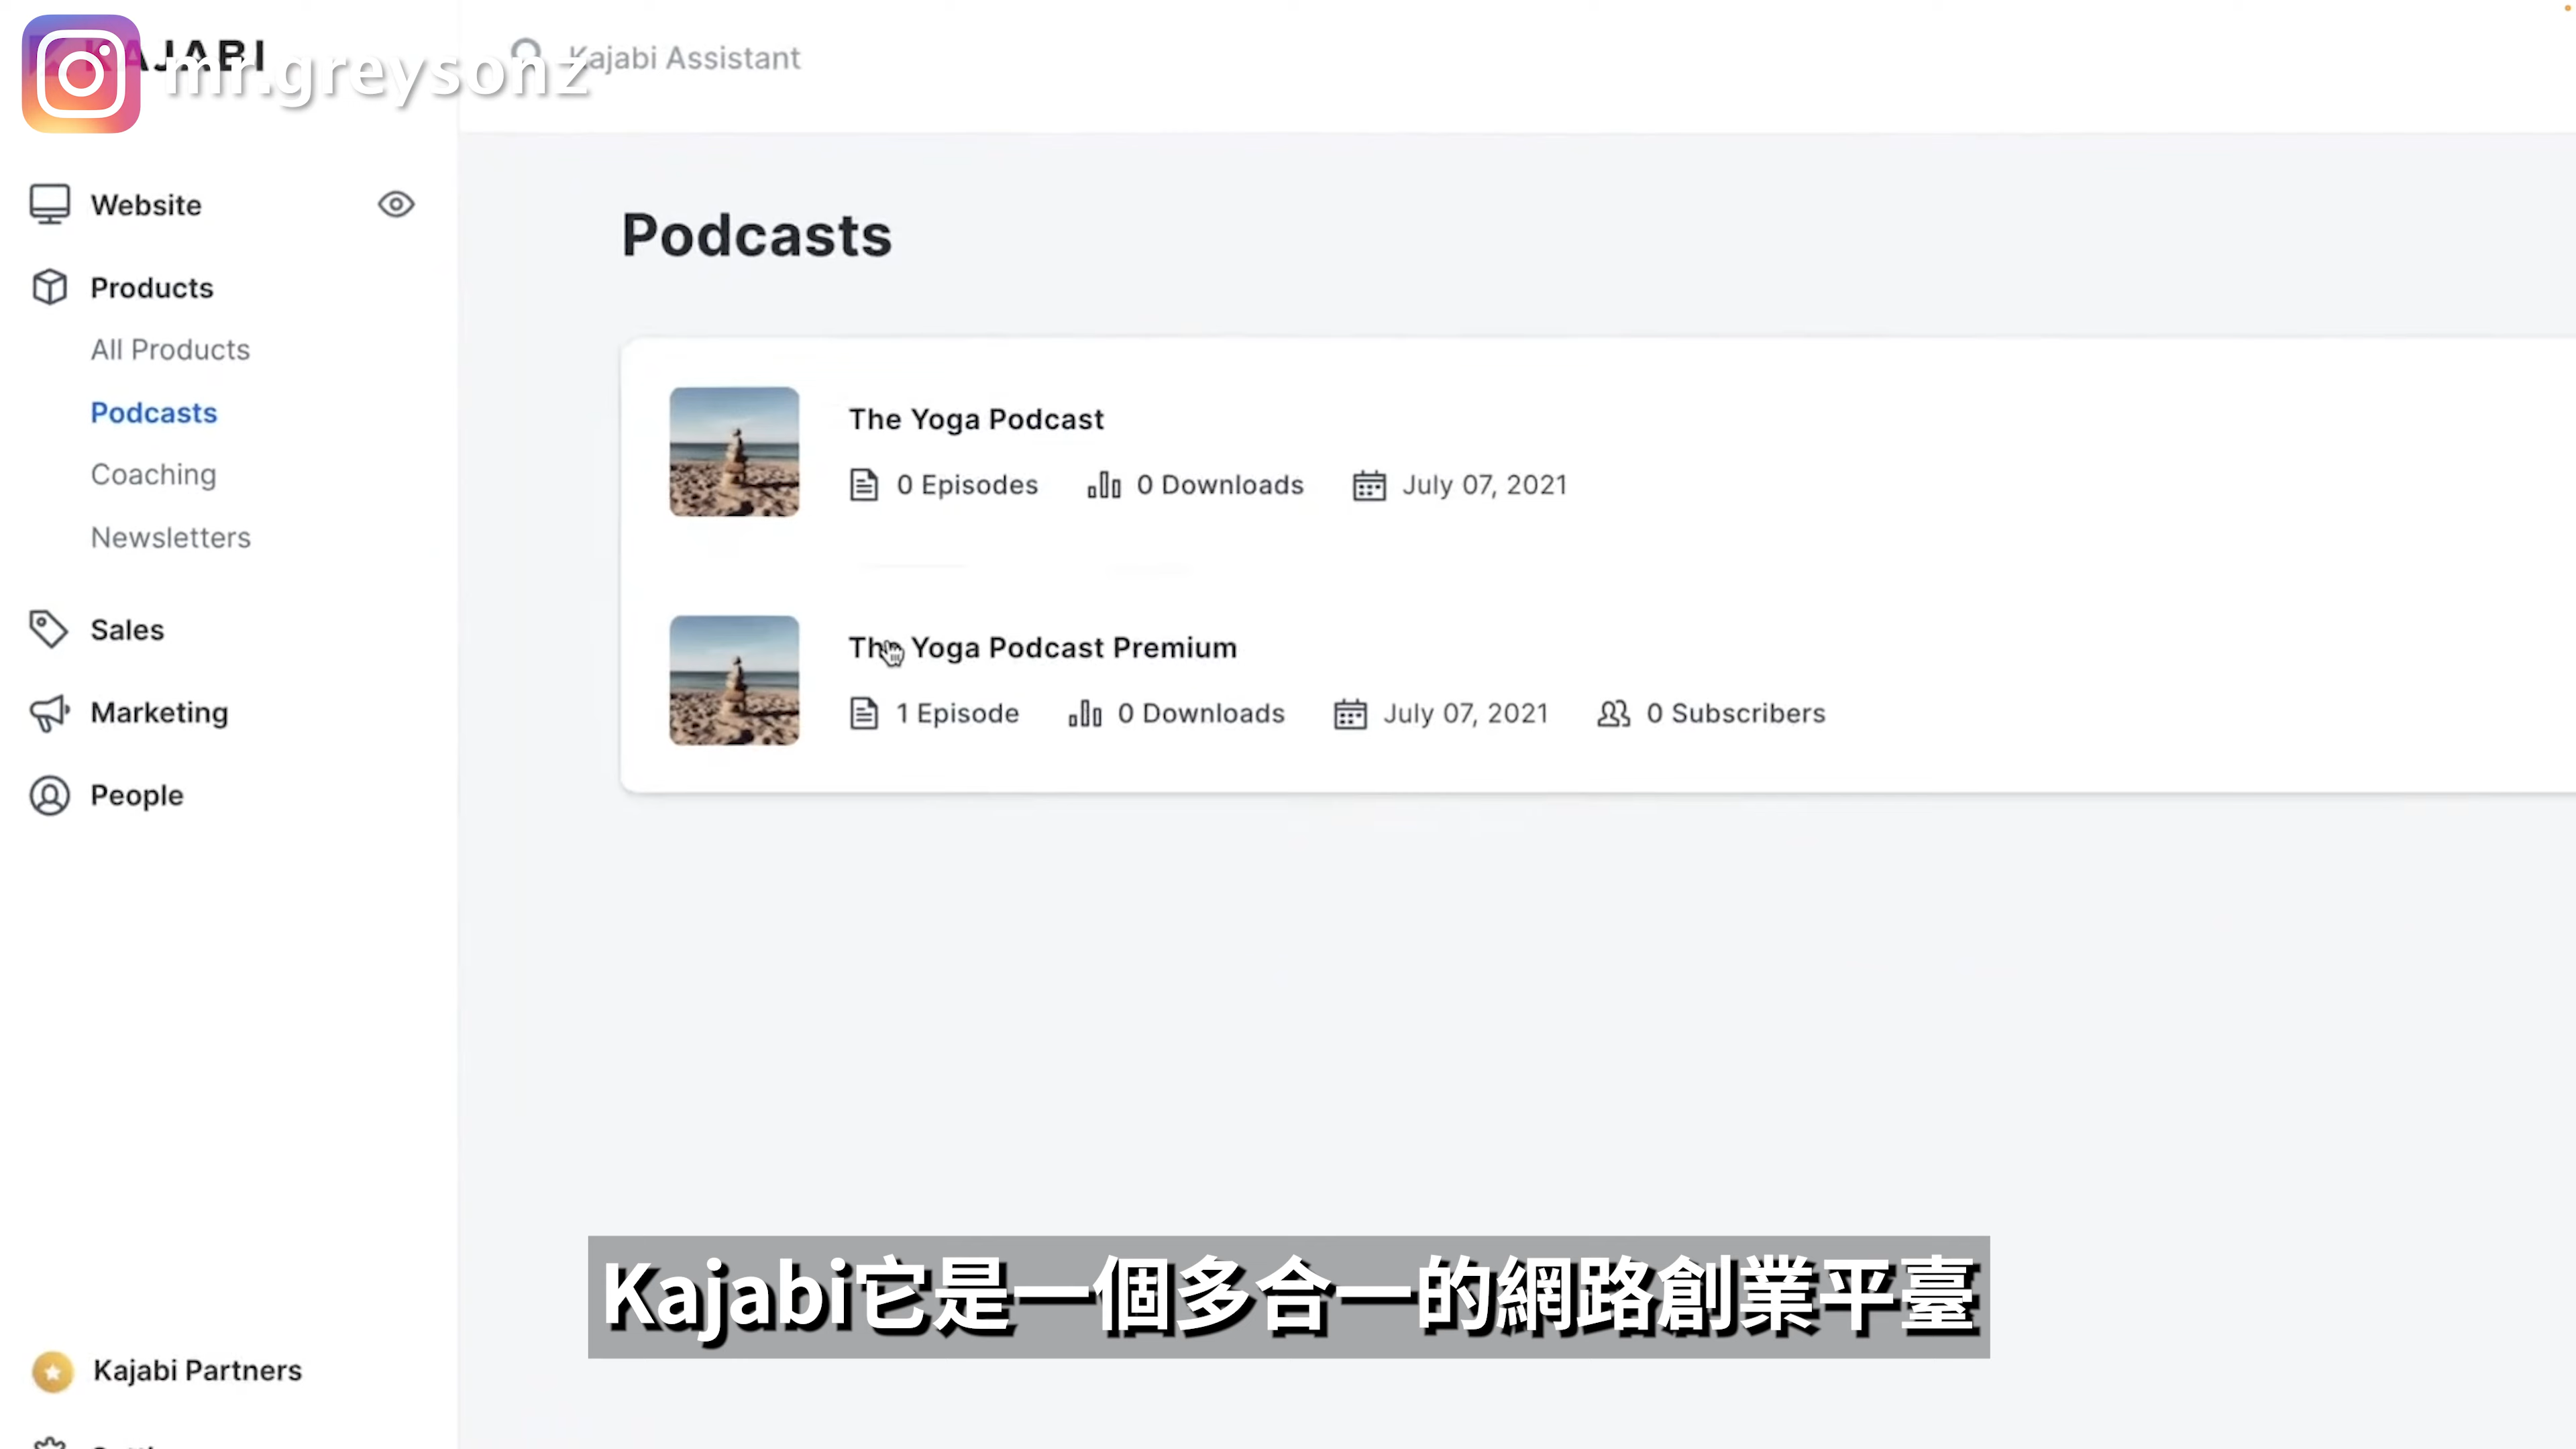 KAJABI
mr.greysonz
Kajabi Assistant
Website
Products
All Products
Podcasts
Coaching
Newsletters
Sales
Marketing
People
Kajabi Partners
Podcasts
The Yoga Podcast
0 Episodes 0 Downloads July 07, 2021
The Yoga Podcast Premium
1 Episode 0 Downloads July 07, 2021 0 Subscribers
Kajabi它是一個多合一的網路創業平臺